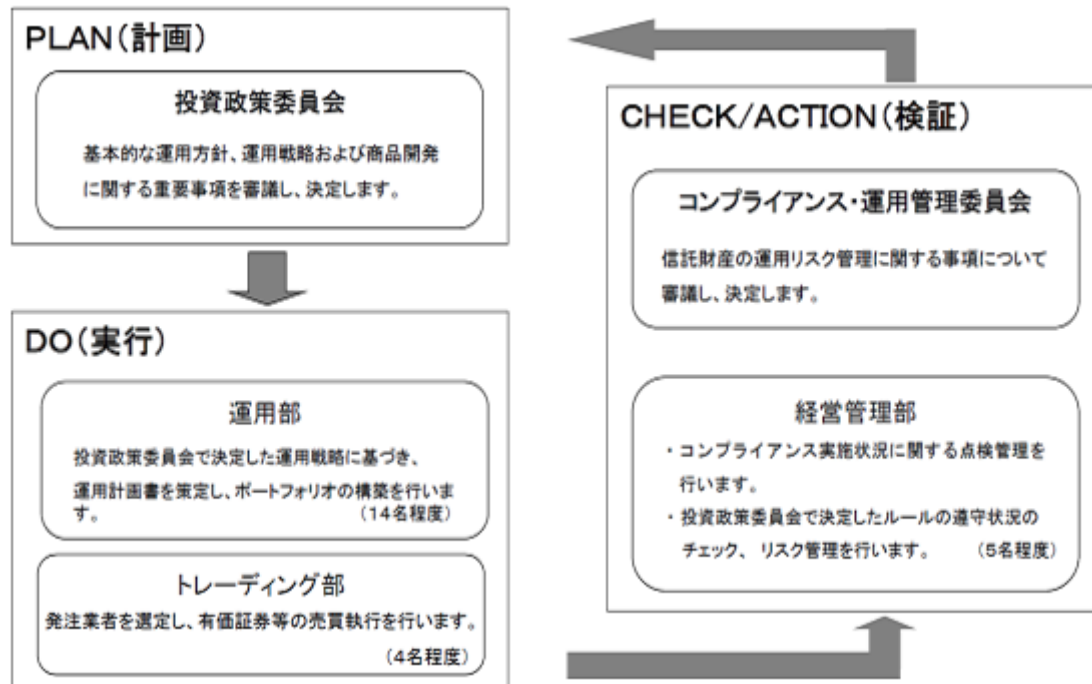 PLAN(計画)
投資政策委員会
基本的な運用方針、運用戦略および商品開発
に関する重要事項を審議し、決定します。
DO(実行)
運用部
投資政策委員会で決定した運用戦略に基づき、
運用計画書を策定し、ポートフォリオの構築を行いま
す。 (14名程度)
トレーディング部
発注業者を選定し、有価証券等の売買執行を行います。
(4名程度)
CHECK/ACTION(検証)
コンプライアンス・運用管理委員会
信託財産の運用リスク管理に関する事項について
審議し、決定します。
経営管理部
・コンプライアンス実施状況に関する点検管理を
行います。
・投資政策委員会で決定したルールの遵守状況の
チェック、 リスク管理を行います。 (5名程度)